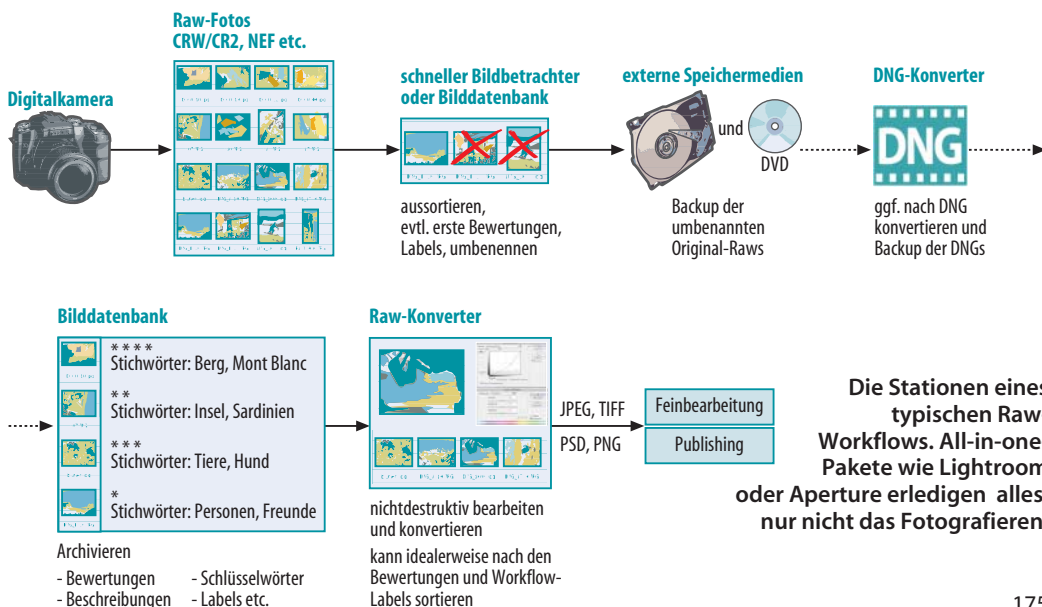 Raw-Fotos
CRW/CR2, NEF etc.
Digitalkamera
schneller Bildbetrachter
oder Bilddatenbank
aussortieren,
evtl. erste Bewertungen,
Labels, umbenennen
externe Speichermedien
und
DVD
Backup der
umbenannten
Original-Raws
DNG-Konverter
DNG
ggf. nach DNG
konvertieren und
Backup der DNGs
Bilddatenbank
* * * *
Stichwörter: Berg, Mont Blanc
* *
Stichwörter: Insel, Sardinien
* * *
Stichwörter: Tiere, Hund
*
Stichwörter: Personen, Freunde
Archivieren
- Bewertungen - Schlüsselwörter
- Beschreibungen - Labels etc.
Raw-Konverter
nichtdestruktiv bearbeiten
und konvertieren
kann idealerweise nach den
Bewertungen und Workflow-
Labels sortieren
JPEG, TIFF
PSD, PNG
Feinbearbeitung
Publishing
Die Stationen eines
typischen Raw
Workflows. All-in-one
Pakete wie Lightroom
oder Aperture erledigen alles
nur nicht das Fotografieren
175